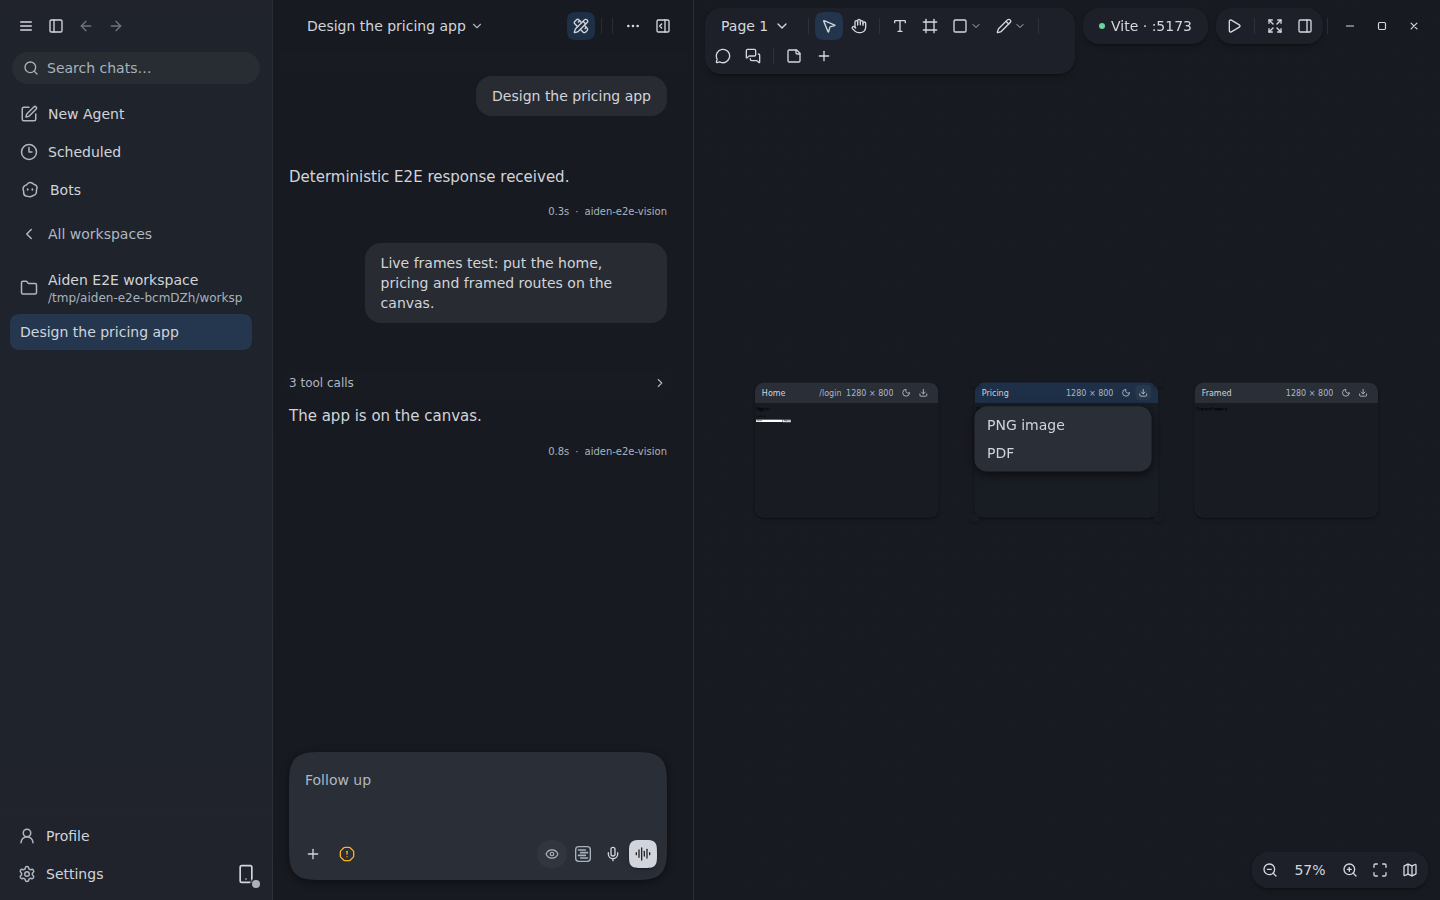 Search chats...
New Agent
Scheduled
Bots
All workspaces
Aiden E2E workspace
/tmp/aiden-e2e-bcmDZh/worksp
Design the pricing app
Profile
Settings
Design the pricing app
Design the pricing app
Deterministic E2E response received.
0.3s · aiden-e2e-vision
Live frames test: put the home,
pricing and framed routes on the
canvas.
3 tool calls
The app is on the canvas.
0.8s · aiden-e2e-vision
Follow up
Page 1
Vite · :5173
Home /login 1280 × 800
Pricing 1280 × 800
PNG image
PDF
Framed 1280 × 800
57%